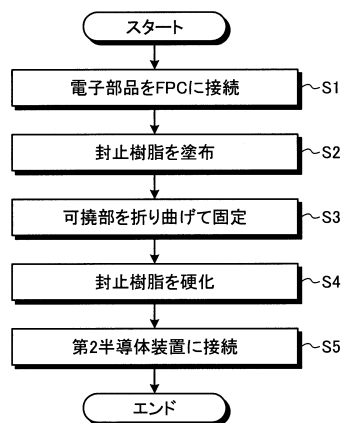 スタート
電子部品をFPCに接続 ~S1
封止樹脂を塗布 ~S2
可撓部を折り曲げて固定 ~S3
封止樹脂を硬化 ~S4
第2半導体装置に接続 ~S5
エンド